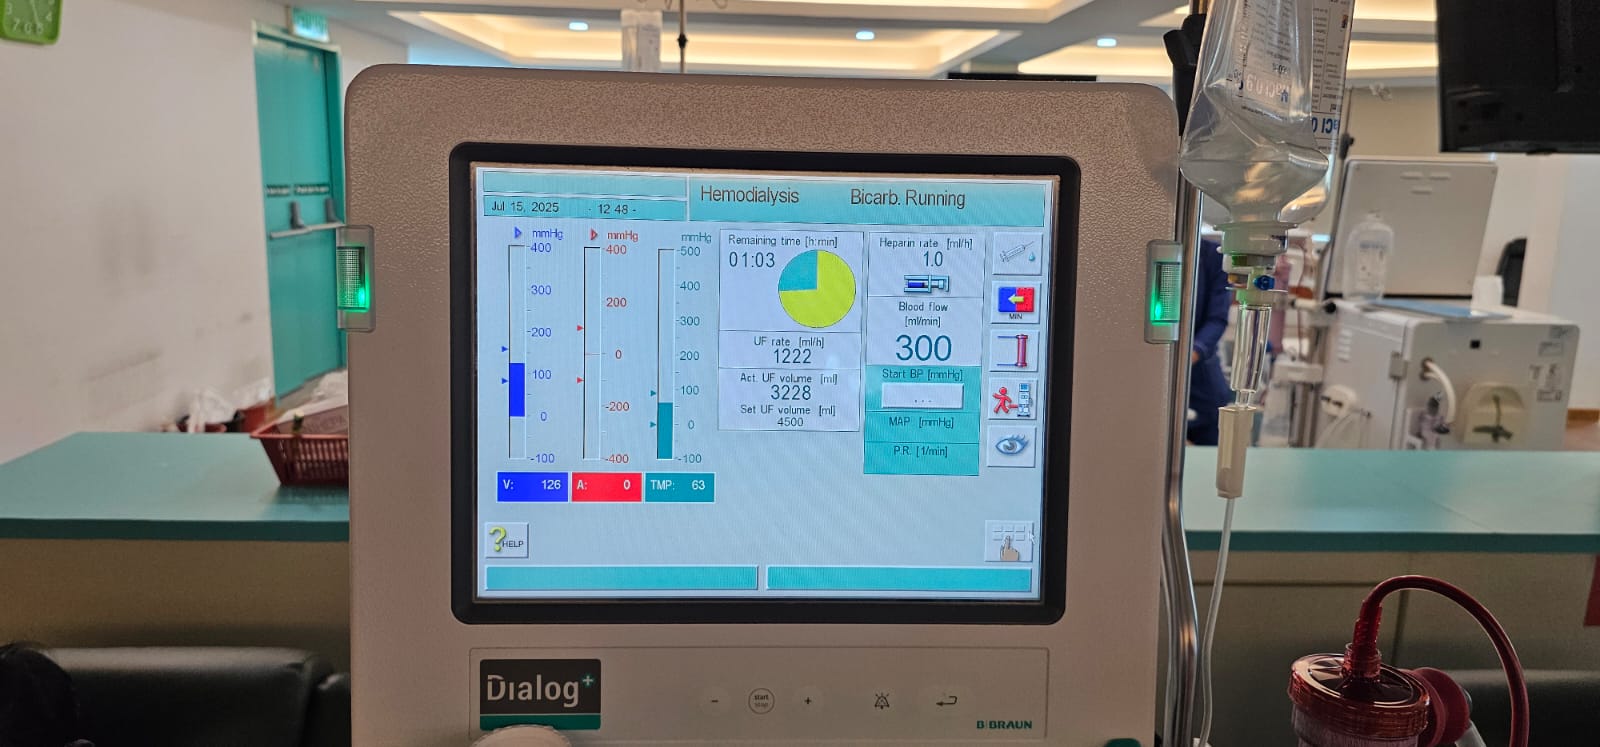 Jul 15, 2025 - 12 48 -
Hemodialysis
Bicarb. Running
mmHg
400
300
200
100
0
-100
mmHg
400
200
0
-200
-400
mmHg
500
400
300
200
100
0
-100
V: 126
A: 0
TMP: 63
Remaining time [h:min]
01:03
UF rate [ml/h]
1222
Act. UF volume [ml]
3228
Set UF volume [ml]
4500
Heparin rate [ml/h]
1.0
Blood flow
[ml/min]
300
Start BP [mmHg]
...
MAP [mmHg]
P.R. [1/min]
MIN
? HELP
Dialog+
-
start
stop
+
B|BRAUN